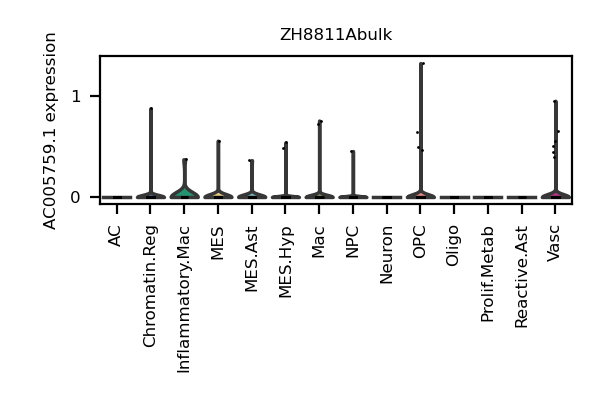 ZH8811Abulk
AC005759.1 expression
1
0
AC
Chromatin.Reg
Inflammatory.Mac
MES
MES.Ast
MES.Hyp
Mac
NPC
Neuron
OPC
Oligo
Prolif.Metab
Reactive.Ast
Vasc